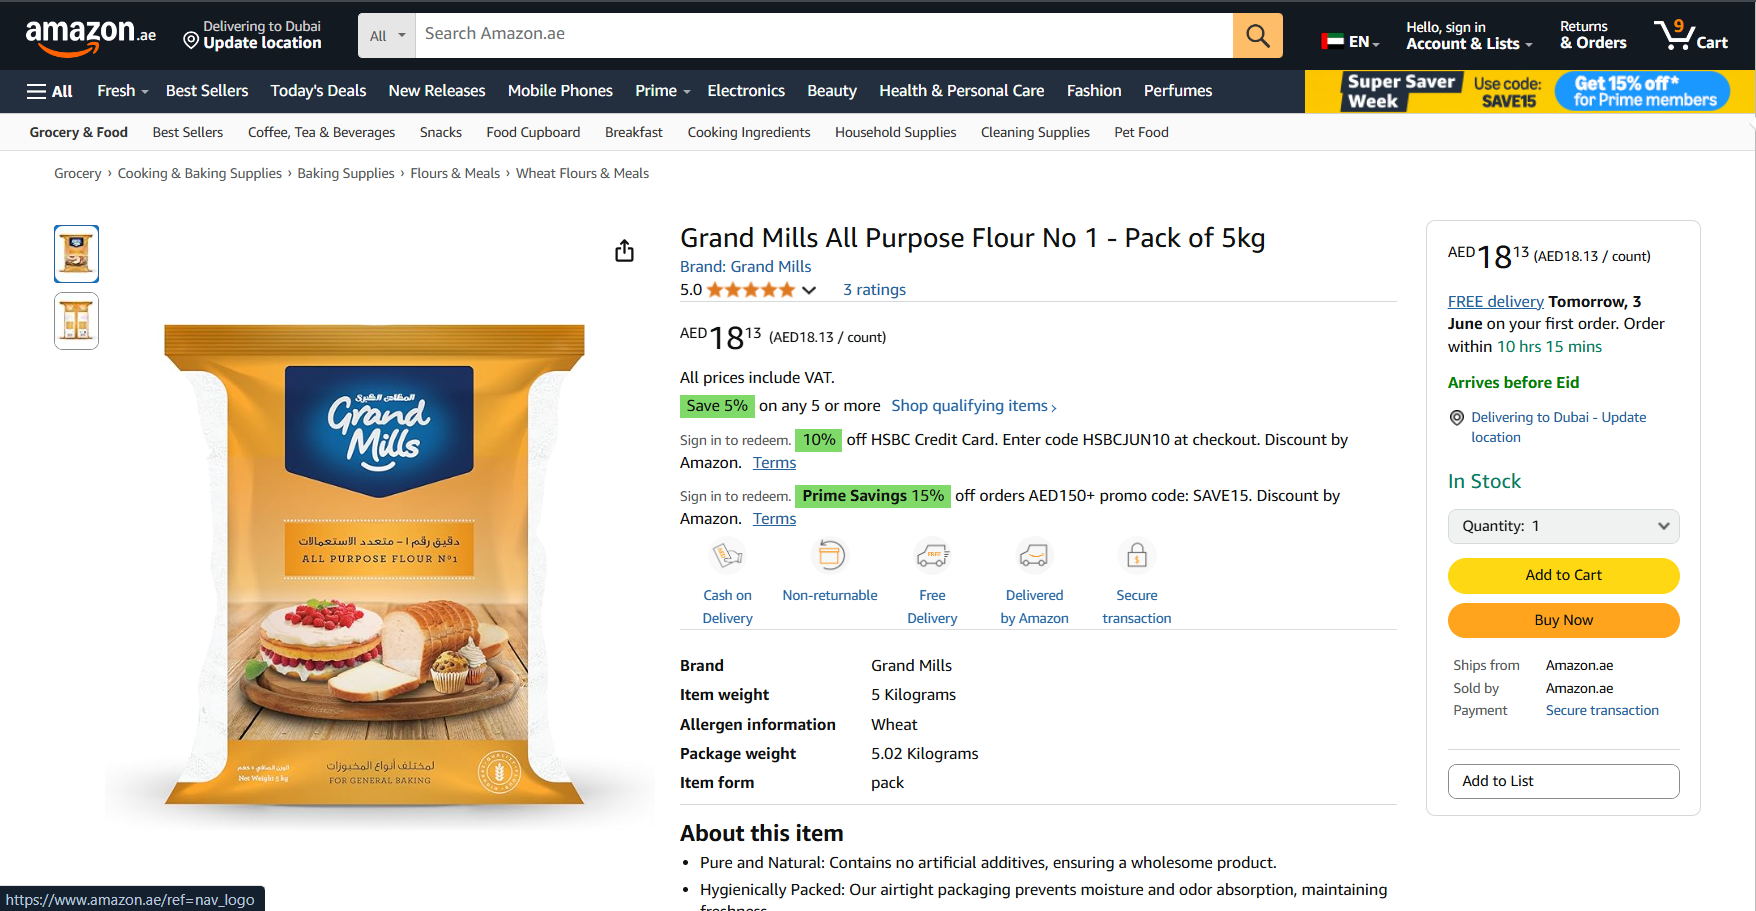 amazon.ae
Delivering to Dubai
Update location
All
Search Amazon.ae
EN
Hello, sign in
Account & Lists
Returns
& Orders
9
Cart
All
Fresh
Best Sellers
Today's Deals
New Releases
Mobile Phones
Prime
Electronics
Beauty
Health & Personal Care
Fashion
Perfumes
Super Saver
Week
Use code:
SAVE15
Get 15% off*
for Prime members
Grocery & Food
Best Sellers
Coffee, Tea & Beverages
Snacks
Food Cupboard
Breakfast
Cooking Ingredients
Household Supplies
Cleaning Supplies
Pet Food
Grocery › Cooking & Baking Supplies › Baking Supplies › Flours & Meals › Wheat Flours & Meals
المطاحن الكبرى
Grand
Mills
دقيق رقم ١ – متعدد الاستعمالات
ALL PURPOSE FLOUR Nº1
الوزن الصافي ٥ كغم
Net Weight 5 kg
لمختلف أنواع المخبوزات
FOR GENERAL BAKING
Grand Mills All Purpose Flour No 1 - Pack of 5kg
Brand: Grand Mills
5.0
3 ratings
AED 18 13 (AED18.13 / count)
All prices include VAT.
Save 5% on any 5 or more Shop qualifying items ›
Sign in to redeem. 10% off HSBC Credit Card. Enter code HSBCJUN10 at checkout. Discount by
Amazon. Terms
Sign in to redeem. Prime Savings 15% off orders AED150+ promo code: SAVE15. Discount by
Amazon. Terms
FREE
Cash on
Delivery
Non-returnable
Free
Delivery
Delivered
by Amazon
Secure
transaction
Brand Grand Mills
Item weight 5 Kilograms
Allergen information Wheat
Package weight 5.02 Kilograms
Item form pack
About this item
• Pure and Natural: Contains no artificial additives, ensuring a wholesome product.
• Hygienically Packed: Our airtight packaging prevents moisture and odor absorption, maintaining
freshness.
AED 18 13 (AED18.13 / count)
FREE delivery Tomorrow, 3
June on your first order. Order
within 10 hrs 15 mins
Arrives before Eid
Delivering to Dubai - Update
location
In Stock
Quantity: 1
Add to Cart
Buy Now
Ships from Amazon.ae
Sold by Amazon.ae
Payment Secure transaction
Add to List
https://www.amazon.ae/ref=nav_logo